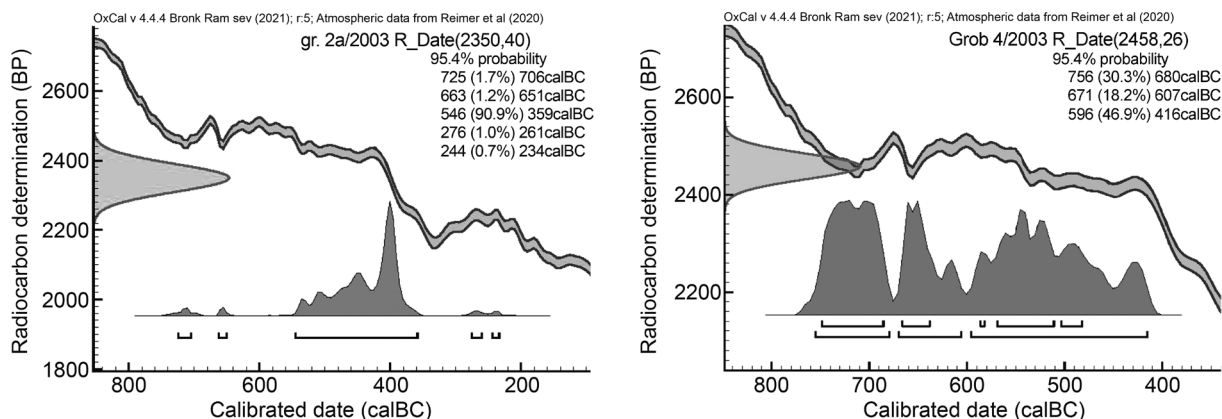 OxCal v 4.4.4 Bronk Ram sev (2021); r:5; Atmospheric data from Reimer et al (2020)
gr. 2a/2003 R_Date(2350,40)
95.4% probability
725 (1.7%) 706calBC
663 (1.2%) 651calBC
546 (90.9%) 359calBC
276 (1.0%) 261calBC
244 (0.7%) 234calBC
Radiocarbon determination (BP)
2600
2400
2200
2000
1800
800
600
400
200
Calibrated date (calBC)
OxCal v 4.4.4 Bronk Ram sev (2021); r:5; Atmospheric data from Reimer et al (2020)
Grob 4/2003 R_Date(2458,26)
95.4% probability
756 (30.3%) 680calBC
671 (18.2%) 607calBC
596 (46.9%) 416calBC
Radiocarbon determination (BP)
2600
2400
2200
800
700
600
500
400
Calibrated date (calBC)